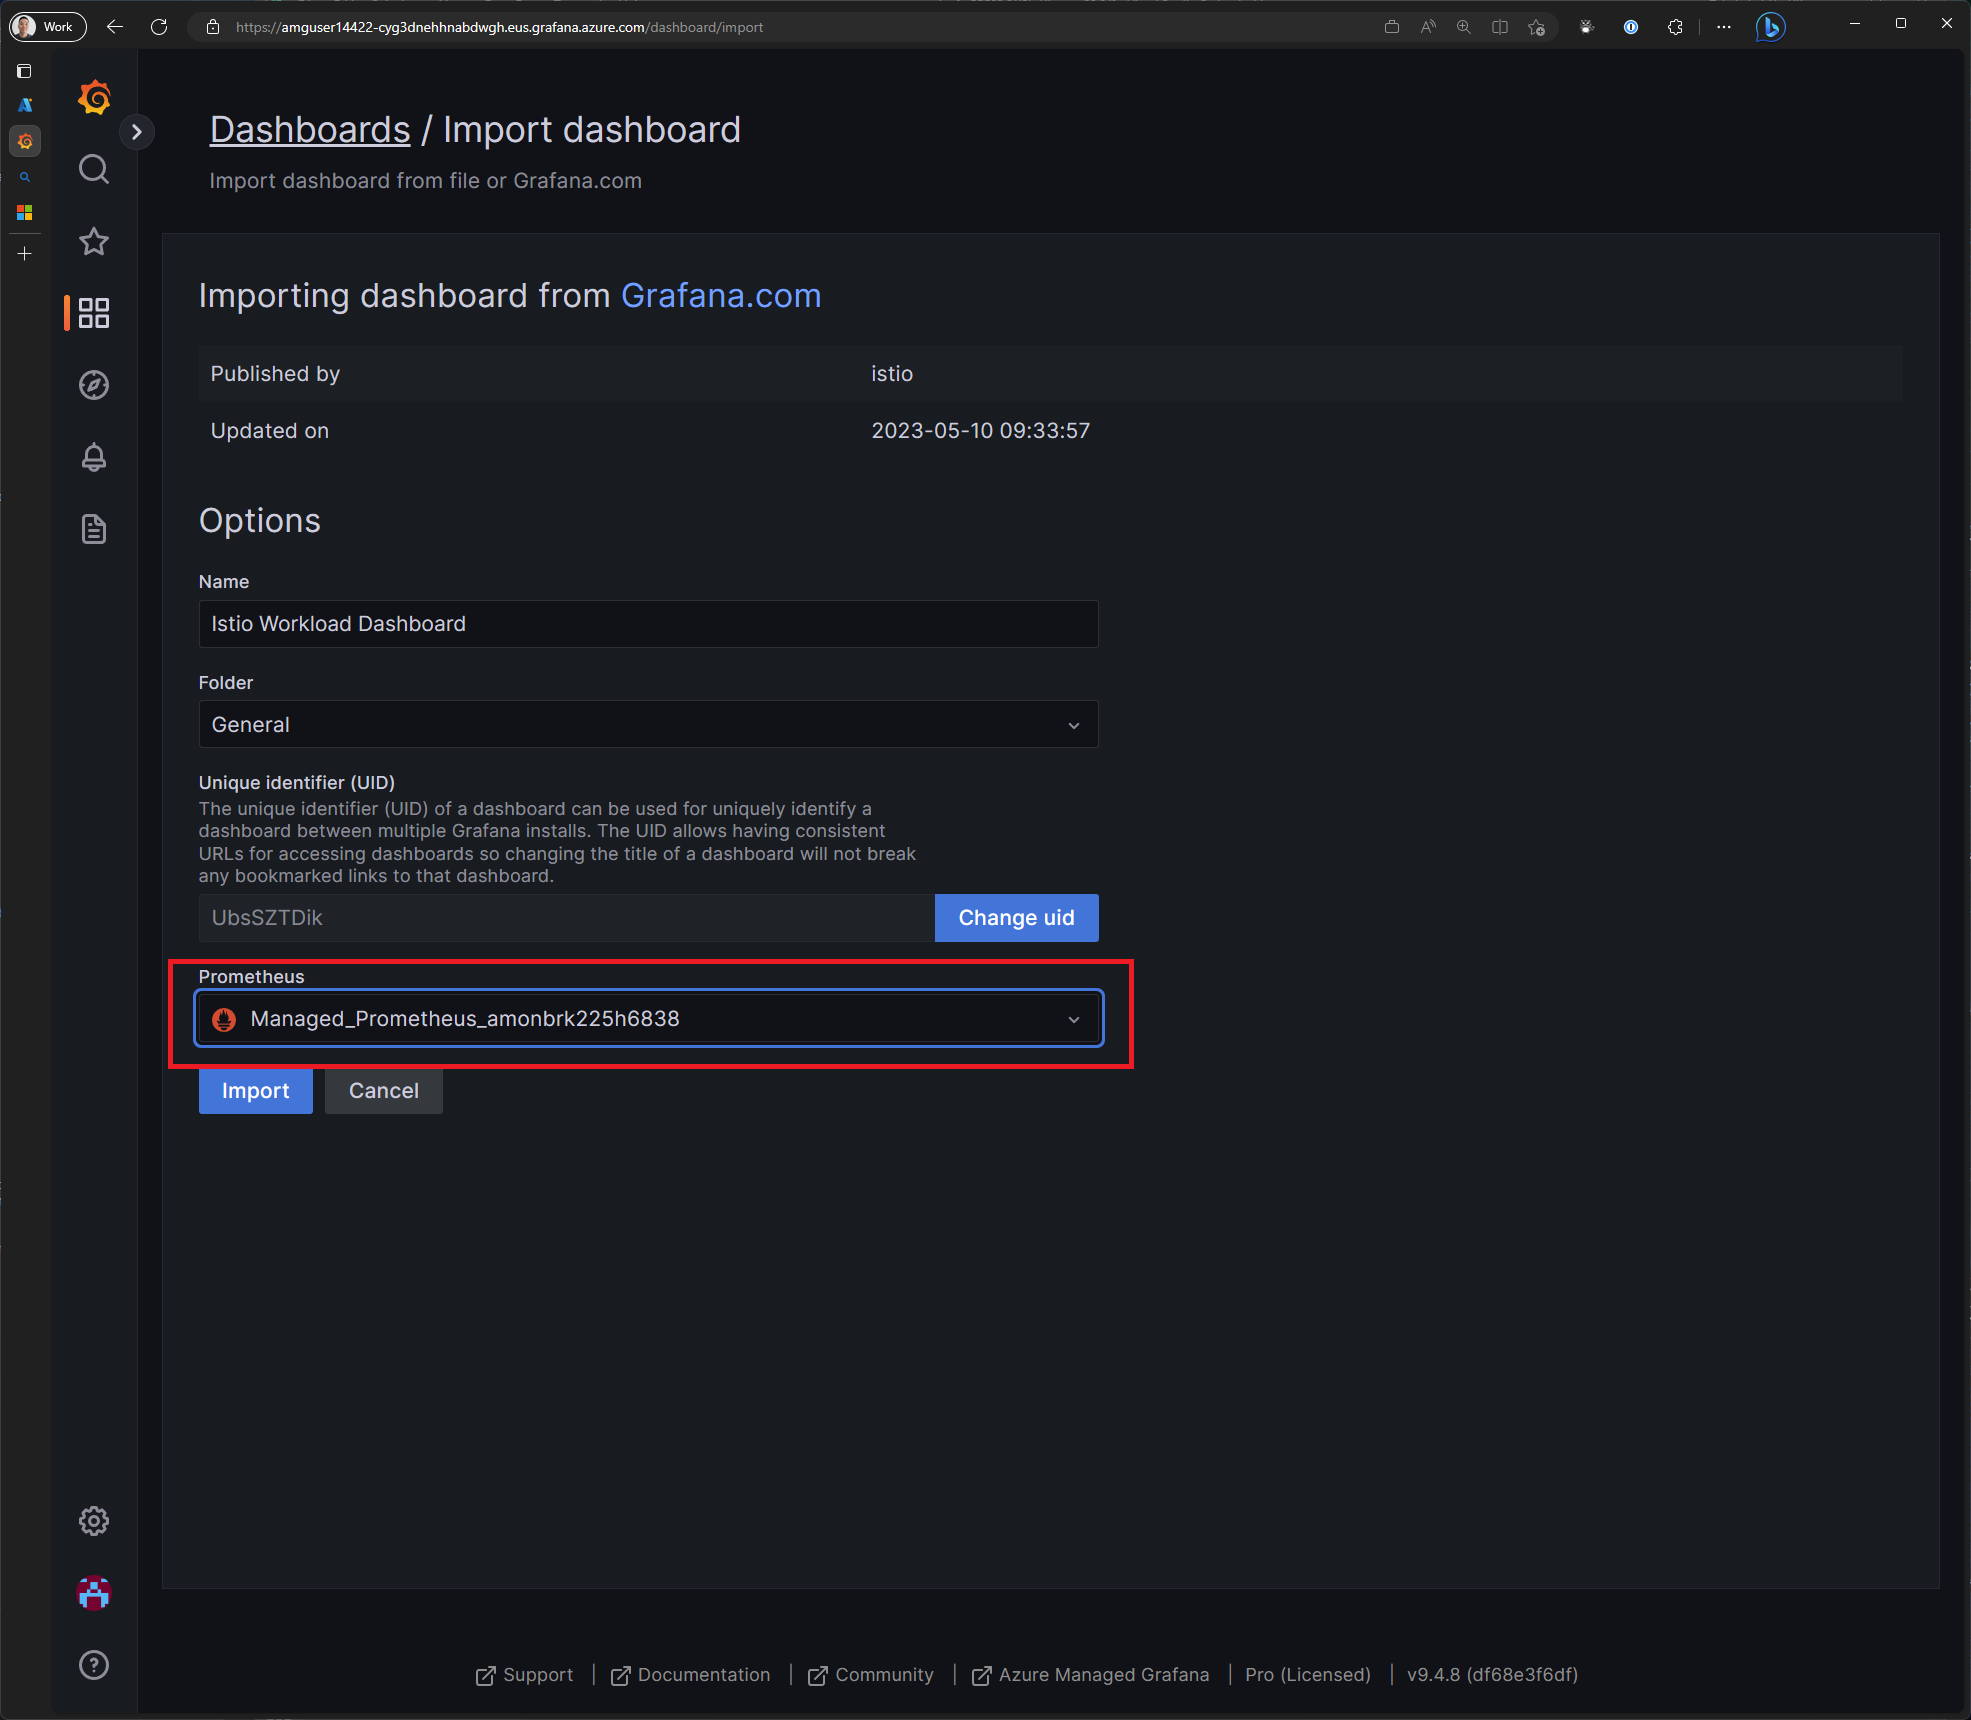 Work
https://amguser14422-cyg3dnehhnabdwgh.eus.grafana.azure.com/dashboard/import
Dashboards / Import dashboard
Import dashboard from file or Grafana.com
Importing dashboard from Grafana.com
Published by istio
Updated on 2023-05-10 09:33:57
Options
Name
Istio Workload Dashboard
Folder
General
Unique identifier (UID)
The unique identifier (UID) of a dashboard can be used for uniquely identify a
dashboard between multiple Grafana installs. The UID allows having consistent
URLs for accessing dashboards so changing the title of a dashboard will not break
any bookmarked links to that dashboard.
UbsSZTDik Change uid
Prometheus
Managed_Prometheus_amonbrk225h6838
Import Cancel
Support | Documentation | Community | Azure Managed Grafana | Pro (Licensed) | v9.4.8 (df68e3f6df)